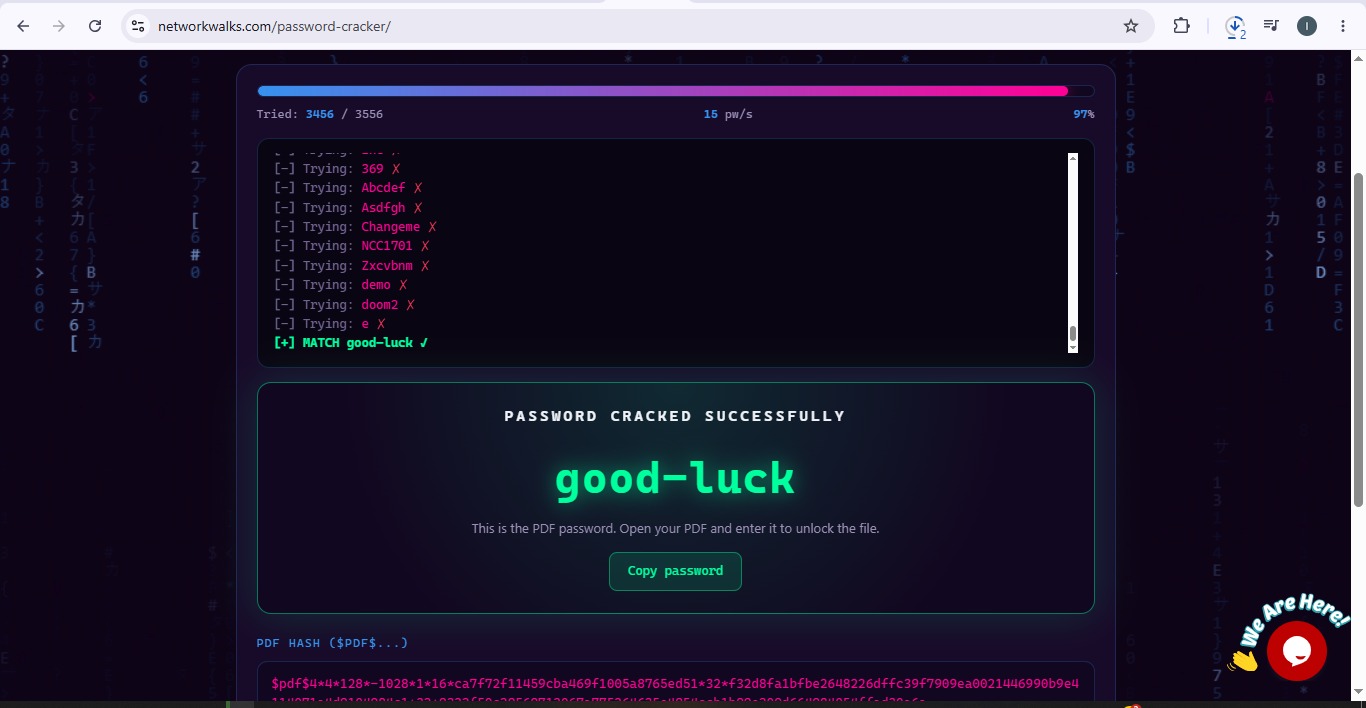 networkwalks.com/password-cracker/
2
I
Tried: 3456 / 3556
15 pw/s
97%
[-] Trying: 369 ✗
[-] Trying: Abcdef ✗
[-] Trying: Asdfgh ✗
[-] Trying: Changeme ✗
[-] Trying: NCC1701 ✗
[-] Trying: Zxcvbnm ✗
[-] Trying: demo ✗
[-] Trying: doom2 ✗
[-] Trying: e ✗
[+] MATCH good-luck ✓
PASSWORD CRACKED SUCCESSFULLY
good-luck
This is the PDF password. Open your PDF and enter it to unlock the file.
Copy password
We Are Here!
PDF HASH ($PDF$...)
$pdf$4*4*128*-1028*1*16*ca7f72f11459cba469f1005a8765ed51*32*f32d8fa1bfbe2648226dffc39f7909ea0021446990b9e4